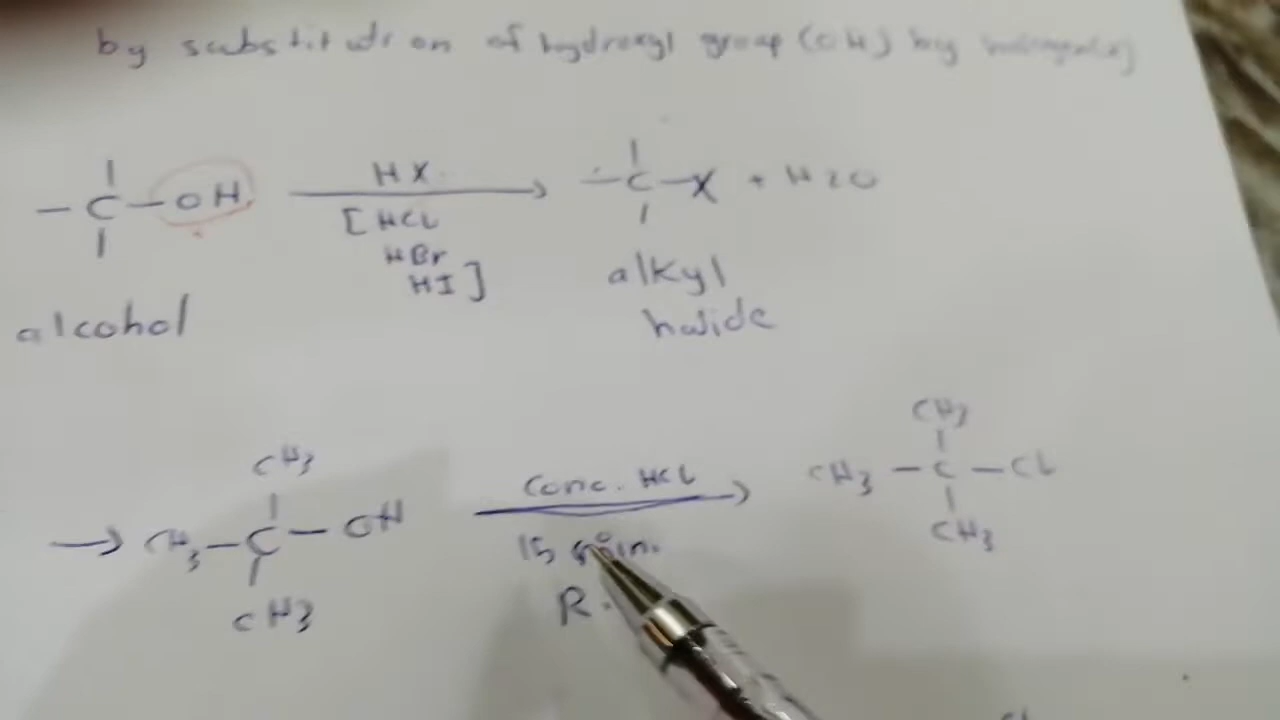 by substitution of hydroxyl group (OH) by
- C - OH
HX
[HCL
HBr
HI]
- C - X + H2O
alcohol
alkyl
halide
CH3
CH3 - C - OH
CH3
Conc. HCL
15 min.
R.
CH3
CH3 - C - CL
CH3